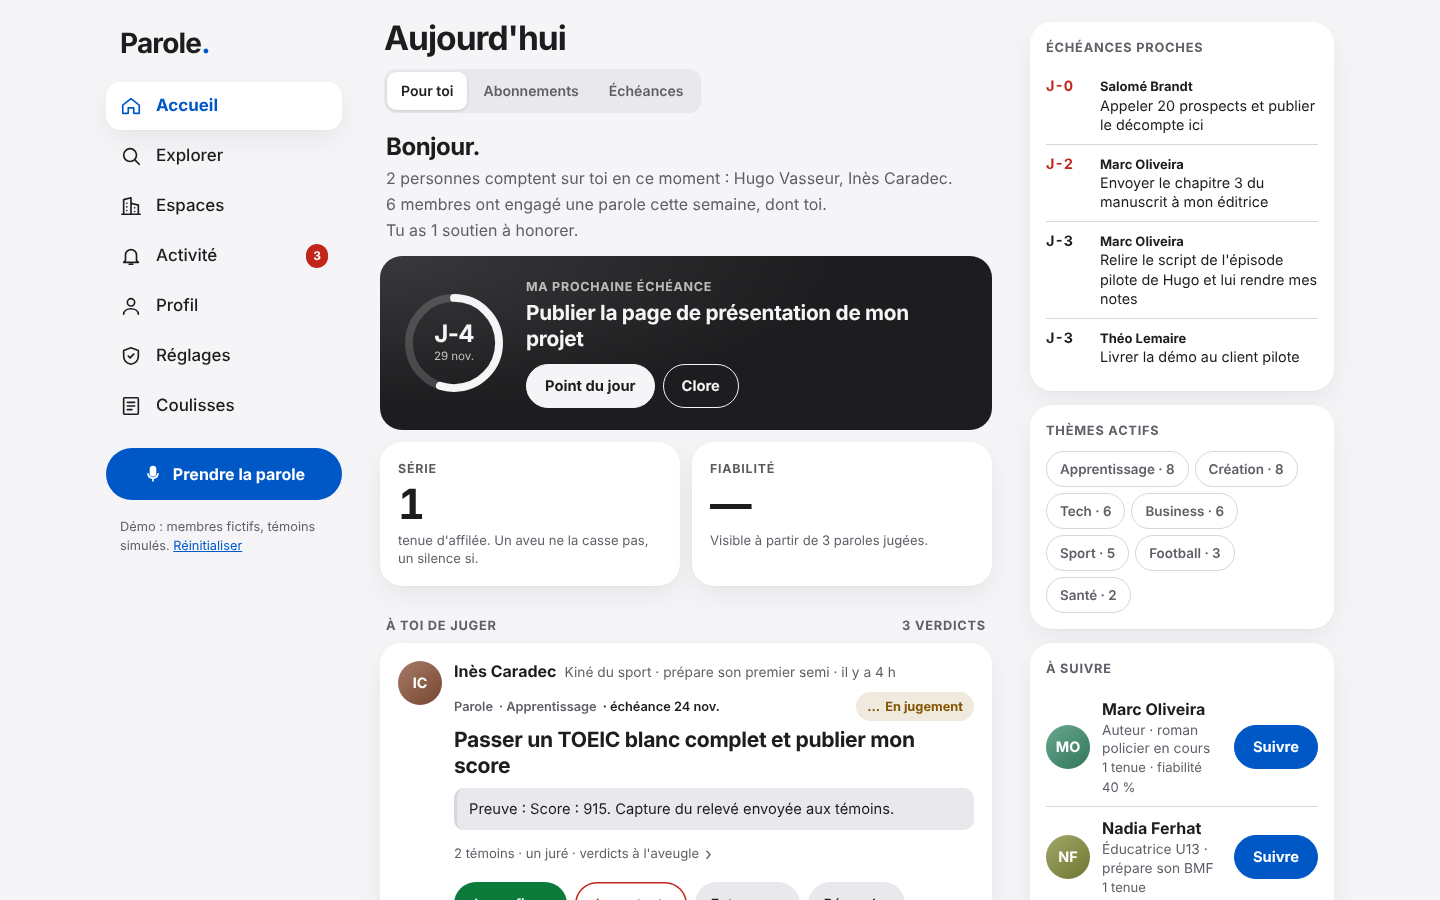 Parole.
Accueil
Explorer
Espaces
Activité
3
Profil
Réglages
Coulisses
Prendre la parole
Démo : membres fictifs, témoins
simulés. Réinitialiser
Aujourd'hui
Pour toi
Abonnements
Échéances
Bonjour.
2 personnes comptent sur toi en ce moment : Hugo Vasseur, Inès Caradec.
6 membres ont engagé une parole cette semaine, dont toi.
Tu as 1 soutien à honorer.
J-4
29 nov.
MA PROCHAINE ÉCHÉANCE
Publier la page de présentation de mon
projet
Point du jour
Clore
SÉRIE
1
tenue d'affilée. Un aveu ne la casse pas,
un silence si.
FIABILITÉ
—
Visible à partir de 3 paroles jugées.
À TOI DE JUGER
3 VERDICTS
IC
Inès Caradec Kiné du sport · prépare son premier semi · il y a 4 h
Parole · Apprentissage · échéance 24 nov.
... En jugement
Passer un TOEIC blanc complet et publier mon
score
Preuve : Score : 915. Capture du relevé envoyée aux témoins.
2 témoins · un juré · verdicts à l'aveugle ›
ÉCHÉANCES PROCHES
J-0
Salomé Brandt
Appeler 20 prospects et publier
le décompte ici
J-2
Marc Oliveira
Envoyer le chapitre 3 du
manuscrit à mon éditrice
J-3
Marc Oliveira
Relire le script de l'épisode
pilote de Hugo et lui rendre mes
notes
J-3
Théo Lemaire
Livrer la démo au client pilote
THÈMES ACTIFS
Apprentissage · 8
Création · 8
Tech · 6
Business · 6
Sport · 5
Football · 3
Santé · 2
À SUIVRE
MO
Marc Oliveira
Auteur · roman
policier en cours
1 tenue · fiabilité
40 %
Suivre
NF
Nadia Ferhat
Éducatrice U13 ·
prépare son BMF
1 tenue
Suivre